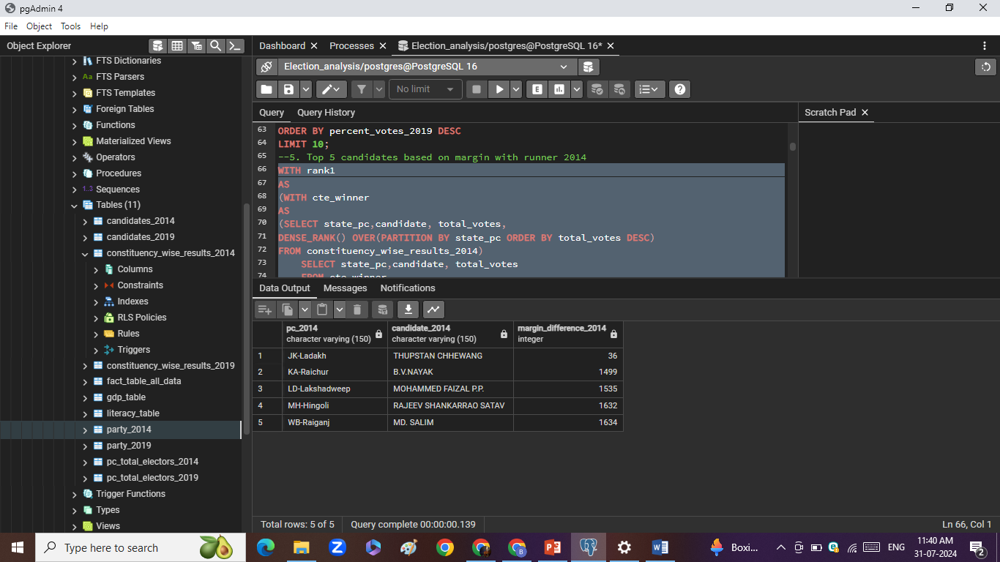 pgAdmin 4
File Object Tools Help
Object Explorer
FTS Dictionaries
Aa FTS Parsers
FTS Templates
Foreign Tables
Functions
Materialized Views
Operators
Procedures
1..3 Sequences
Tables (11)
candidates_2014
candidates_2019
constituency_wise_results_2014
Columns
Constraints
Indexes
RLS Policies
Rules
Triggers
constituency_wise_results_2019
fact_table_all_data
gdp_table
literacy_table
party_2014
party_2019
pc_total_electors_2014
pc_total_electors_2019
Trigger Functions
Types
Views
Dashboard Processes Election_analysis/postgres@PostgreSQL 16*
Election_analysis/postgres@PostgreSQL 16
No limit E
Query Query History
Scratch Pad
63 ORDER BY percent_votes_2019 DESC
64 LIMIT 10;
65 --5. Top 5 candidates based on margin with runner 2014
66 WITH rank1
67 AS
68 (WITH cte_winner
69 AS
70 (SELECT state_pc,candidate, total_votes,
71 DENSE_RANK() OVER(PARTITION BY state_pc ORDER BY total_votes DESC)
72 FROM constituency_wise_results_2014)
73 SELECT state_pc,candidate, total_votes
74 FROM cte_winner
Data Output Messages Notifications
pc_2014 candidate_2014 margin_difference_2014
character varying (150) character varying (150) integer
1 JK-Ladakh THUPSTAN CHHEWANG 36
2 KA-Raichur B.V.NAYAK 1499
3 LD-Lakshadweep MOHAMMED FAIZAL P.P. 1535
4 MH-Hingoli RAJEEV SHANKARRAO SATAV 1632
5 WB-Raiganj MD. SALIM 1634
Total rows: 5 of 5 Query complete 00:00:00.139 Ln 66, Col 1
Type here to search
Boxi... ENG 11:40 AM
31-07-2024 2